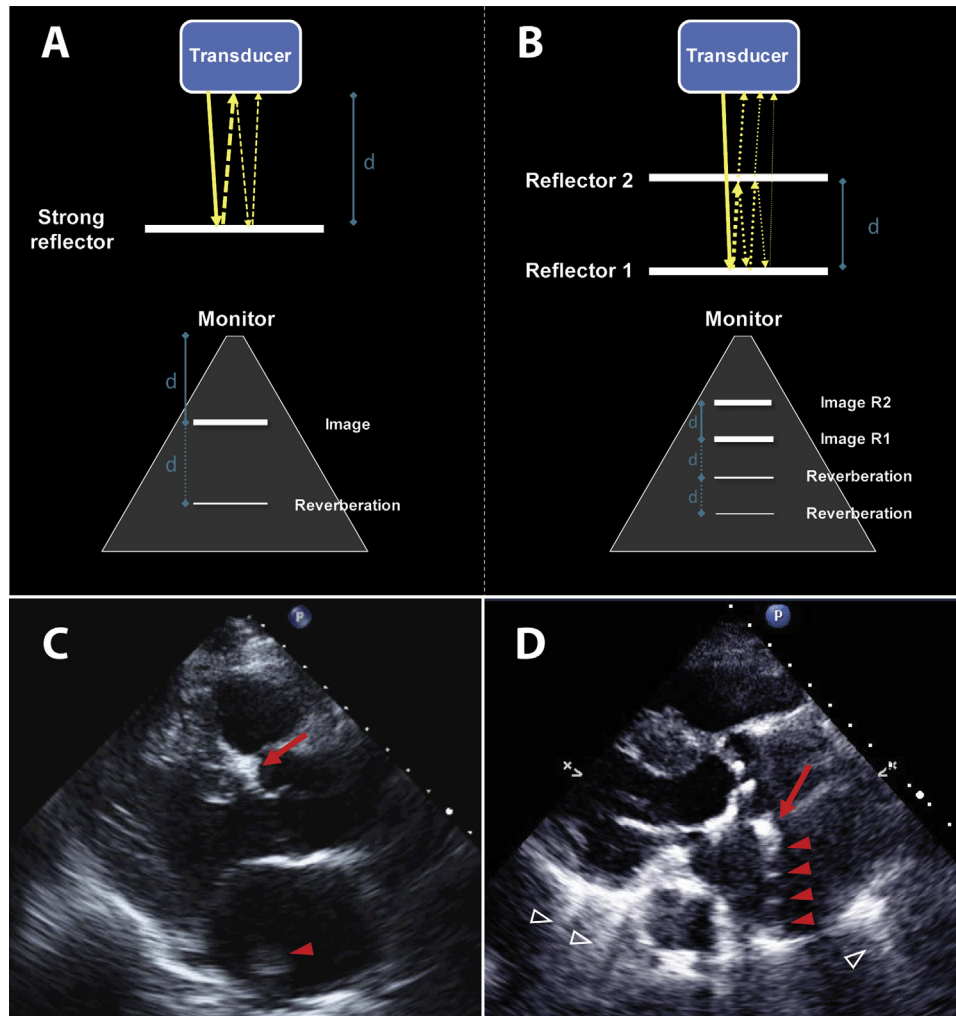 A
Transducer
d
Strong
reflector
Monitor
d
Image
d
Reverberation
B
Transducer
Reflector 2
d
Reflector 1
Monitor
Image R2
d
Image R1
d
Reverberation
d
Reverberation
C
P
D
P